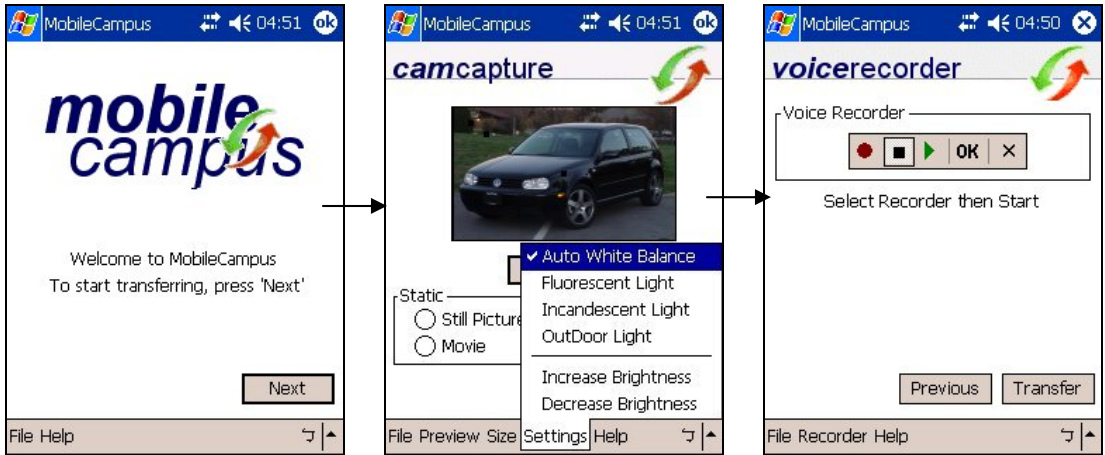 MobileCampus 04:51 ok
mobile
campus
Welcome to MobileCampus
To start transferring, press 'Next'
Next
File Help
MobileCampus 04:51 ok
camcapture
Static
Still Picture
Movie
Auto White Balance
Fluorescent Light
Incandescent Light
OutDoor Light
Increase Brightness
Decrease Brightness
File Preview Size Settings Help
MobileCampus 04:50
voicerecorder
Voice Recorder
OK
Select Recorder then Start
Previous Transfer
File Recorder Help